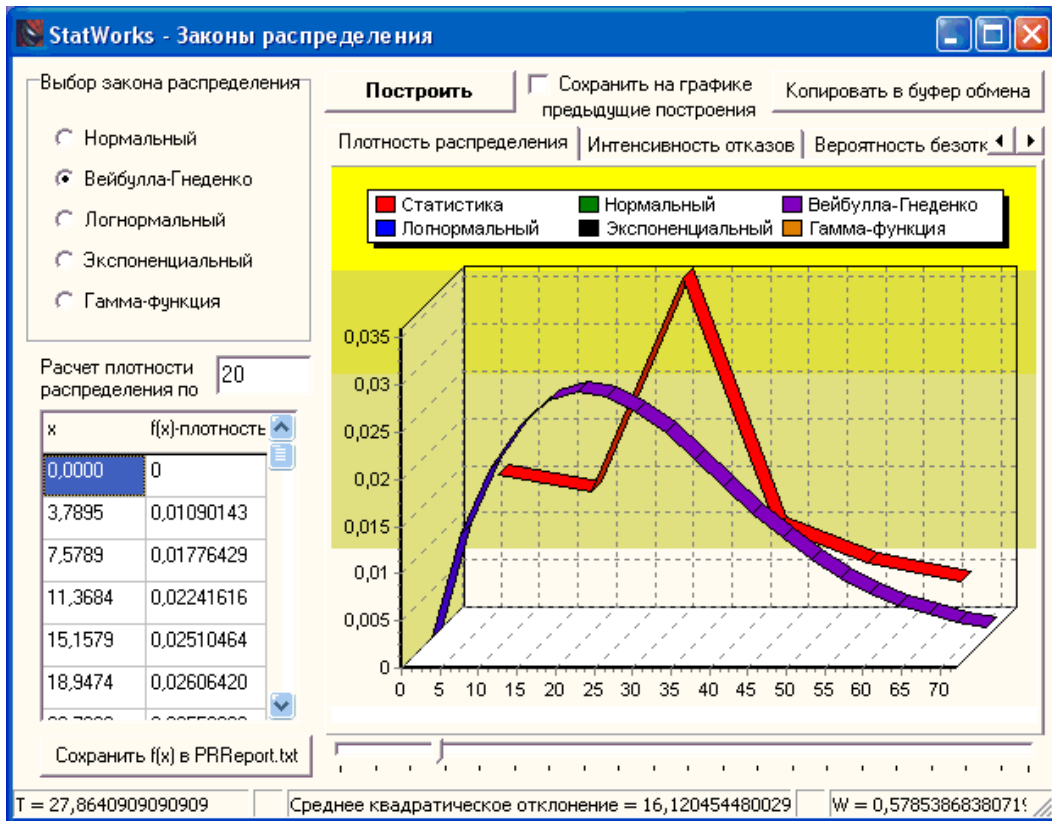 StatWorks - Законы распределения
Выбор закона распределения
Нормальный
Вейбулла-Гнеденко
Логнормальный
Экспоненциальный
Гамма-функция
Построить
Сохранить на графике
предыдущие построения
Копировать в буфер обмена
Плотность распределения
Интенсивность отказов
Вероятность безотк
Статистика
Нормальный
Вейбулла-Гнеденко
Логнормальный
Экспоненциальный
Гамма-функция
0,035
0,03
0,025
0,02
0,015
0,01
0,005
0
0 5 10 15 20 25 30 35 40 45 50 55 60 65 70
Расчет плотности
распределения по
20
x f(x)-плотность
0,0000 0
3,7895 0,01090143
7,5789 0,01776429
11,3684 0,02241616
15,1579 0,02510464
18,9474 0,02606420
Сохранить f(x) в PRReport.txt
T = 27,8640909090909
Среднее квадратическое отклонение = 16,120454480029
W = 0,57853868380719